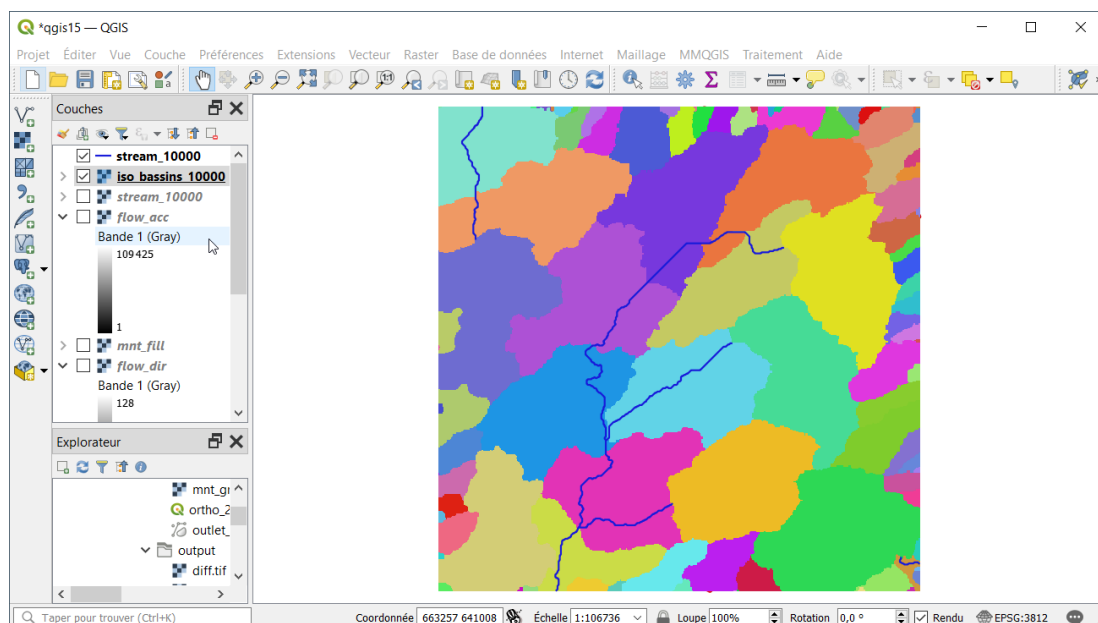 *qgis15 — QGIS
Projet Éditer Vue Couche Préférences Extensions Vecteur Raster Base de données Internet Maillage MMQGIS Traitement Aide
Couches
stream_10000
iso_bassins_10000
stream_10000
flow_acc
Bande 1 (Gray)
109425
1
mnt_fill
flow_dir
Bande 1 (Gray)
128
Explorateur
mnt_gr
ortho_2
outlet_
output
diff.tif
Taper pour trouver (Ctrl+K) Coordonnée 663257 641008 Échelle 1:106736 Loupe 100% Rotation 0,0 ° Rendu EPSG:3812